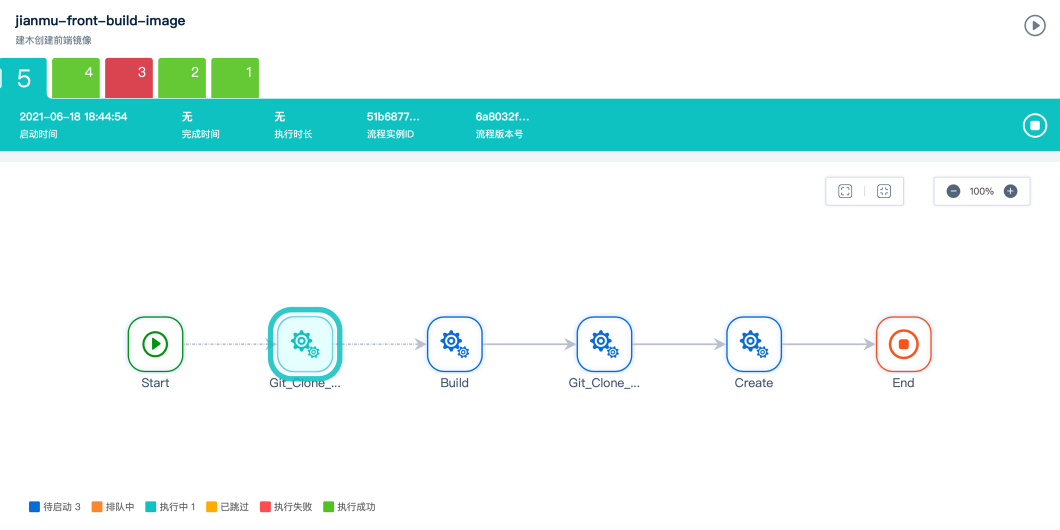 jianmu-front-build-image
建木创建前端镜像
5 4 3 2 1
2021-06-18 18:44:54 无 无 51b6877... 6a8032f...
启动时间 完成时间 执行时长 流程实例ID 流程版本号
100%
Start Git_Clone_... Build Git_Clone_... Create End
待启动 3 排队中 执行中 1 已跳过 执行失败 执行成功